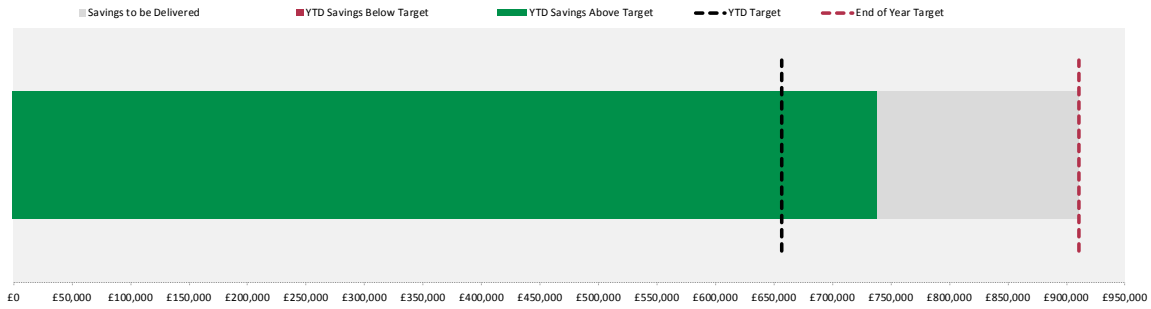 Savings to be Delivered YTD Savings Below Target YTD Savings Above Target YTD Target End of Year Target
£0 £50,000 £100,000 £150,000 £200,000 £250,000 £300,000 £350,000 £400,000 £450,000 £500,000 £550,000 £600,000 £650,000 £700,000 £750,000 £800,000 £850,000 £900,000 £950,000